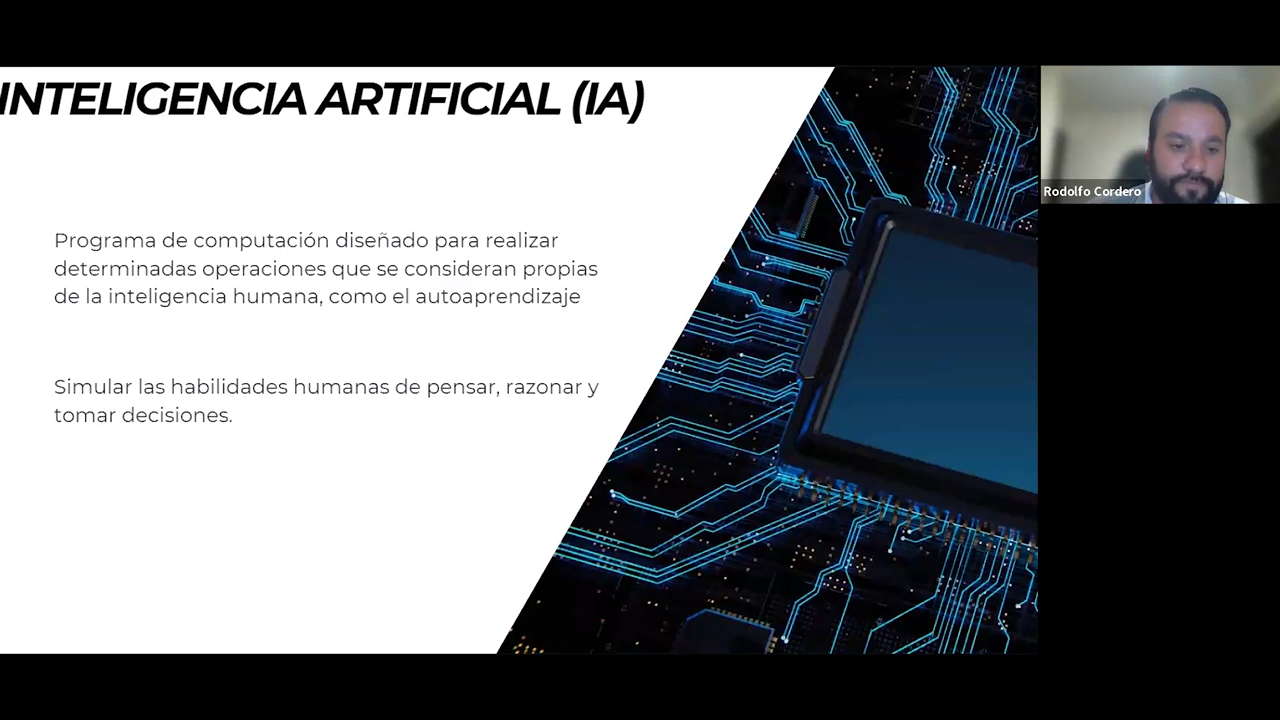 INTELIGENCIA ARTIFICIAL (IA)
Programa de computación diseñado para realizar
determinadas operaciones que se consideran propias
de la inteligencia humana, como el autoaprendizaje
Simular las habilidades humanas de pensar, razonar y
tomar decisiones.
Rodolfo Cordero